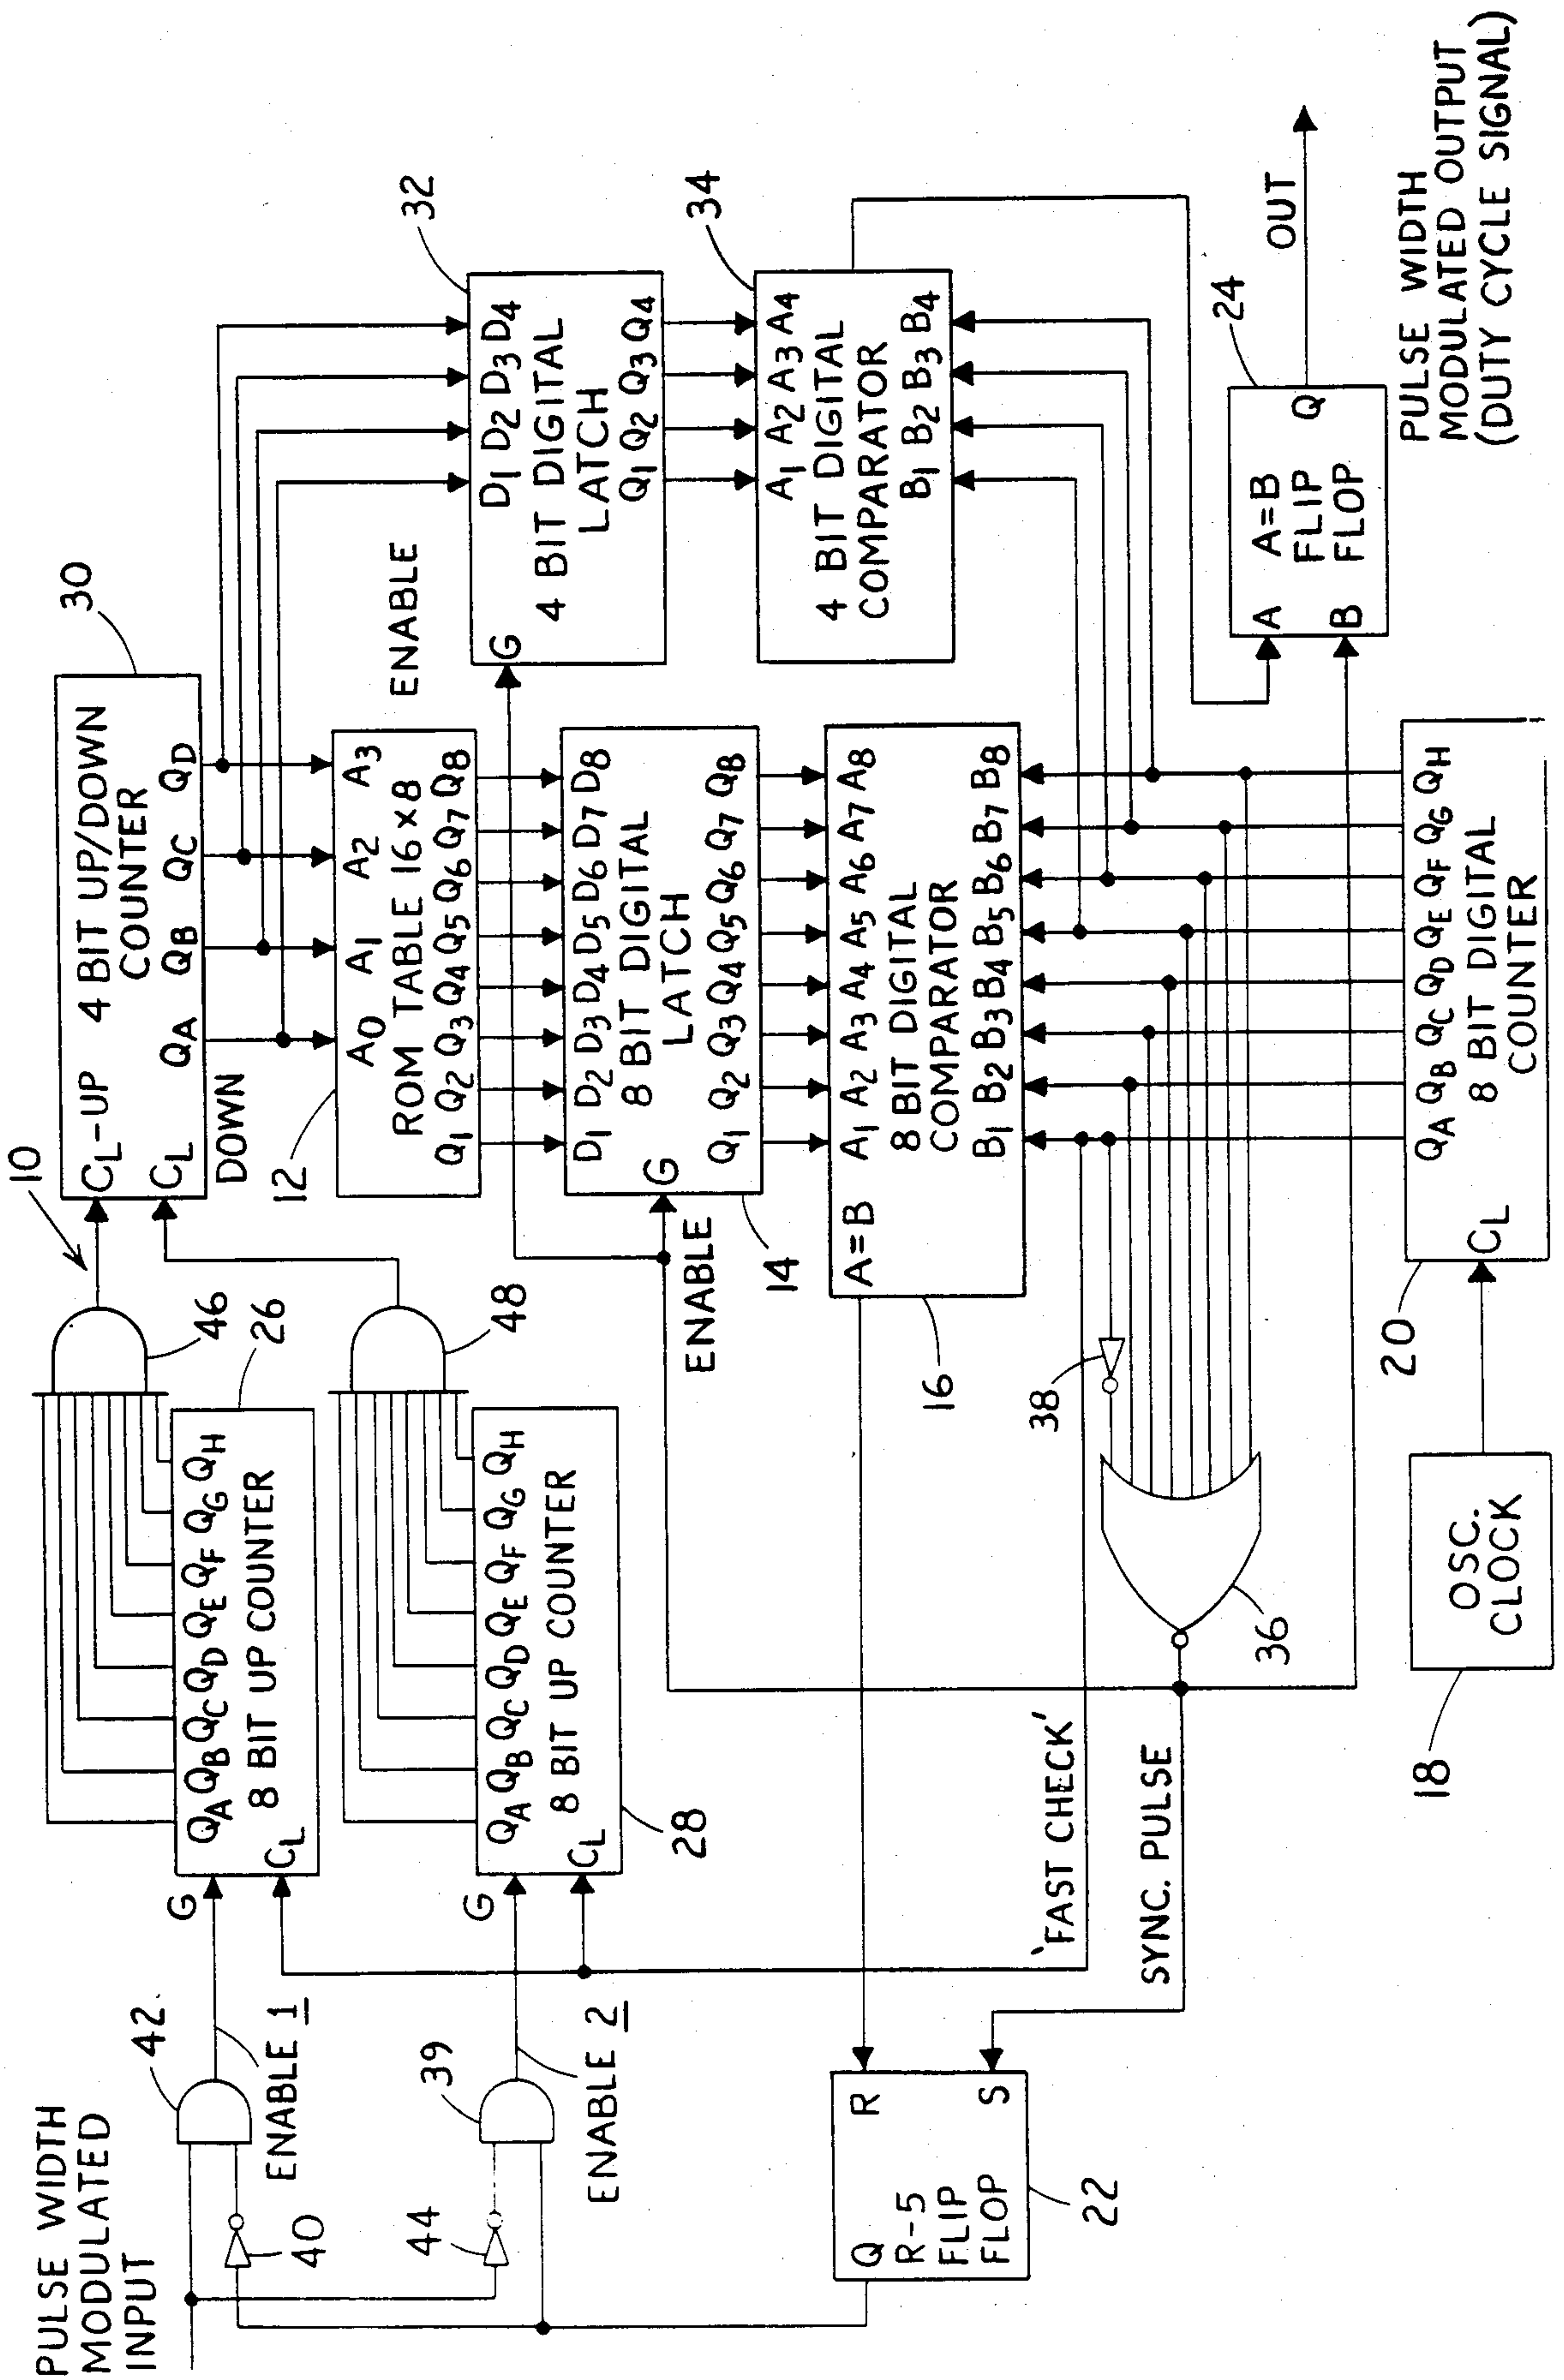 PULSE WIDTH
MODULATED
INPUT
42
ENABLE 1
40
44
39
ENABLE 2
Q
R-5
FLIP
FLOP
R
S
22
G
CL
QA QB QC QD QE QF QG QH
8 BIT UP COUNTER
26
46
G
CL
QA QB QC QD QE QF QG QH
8 BIT UP COUNTER
28
48
'FAST CHECK'
SYNC. PULSE
10
CL-UP 4 BIT UP/DOWN
COUNTER
CL
DOWN
QA QB QC QD
30
12
A0 A1 A2 A3
ROM TABLE 16×8
Q1 Q2 Q3 Q4 Q5 Q6 Q7 Q8
D1 D2 D3 D4 D5 D6 D7 D8
8 BIT DIGITAL
LATCH
G
ENABLE
Q1 Q2 Q3 Q4 Q5 Q6 Q7 Q8
14
A=B
A1 A2 A3 A4 A5 A6 A7 A8
8 BIT DIGITAL
COMPARATOR
B1 B2 B3 B4 B5 B6 B7 B8
16
38
36
QA QB QC QD QE QF QG QH
8 BIT DIGITAL
COUNTER
CL
20
OSC.
CLOCK
18
ENABLE
G
D1 D2 D3 D4
4 BIT DIGITAL
LATCH
Q1 Q2 Q3 Q4
32
A1 A2 A3 A4
4 BIT DIGITAL
COMPARATOR
B1 B2 B3 B4
34
A
A=B
FLIP
FLOP
B
Q
24
OUT
PULSE WIDTH
MODULATED OUTPUT
(DUTY CYCLE SIGNAL)